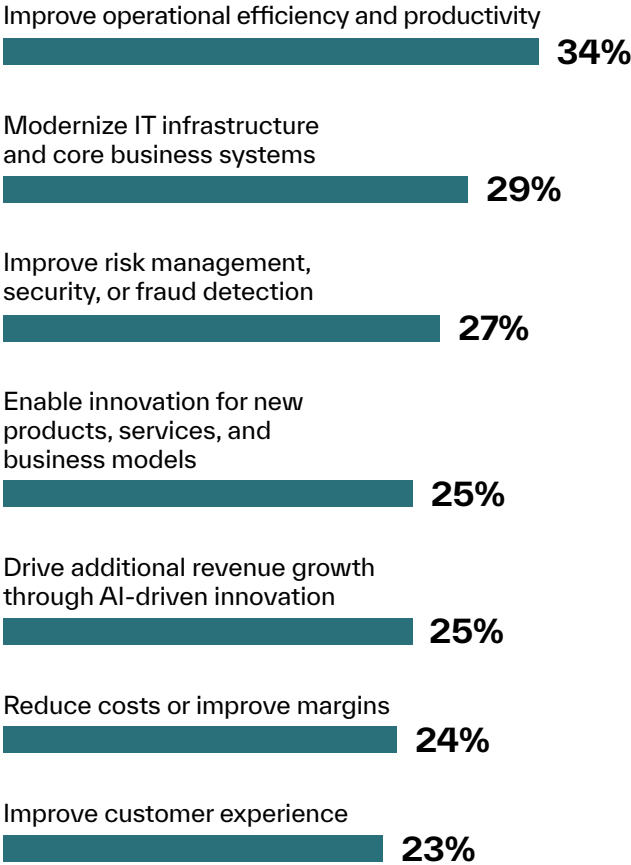 Improve operational efficiency and productivity
34%
Modernize IT infrastructure
and core business systems
29%
Improve risk management,
security, or fraud detection
27%
Enable innovation for new
products, services, and
business models
25%
Drive additional revenue growth
through AI-driven innovation
25%
Reduce costs or improve margins
24%
Improve customer experience
23%